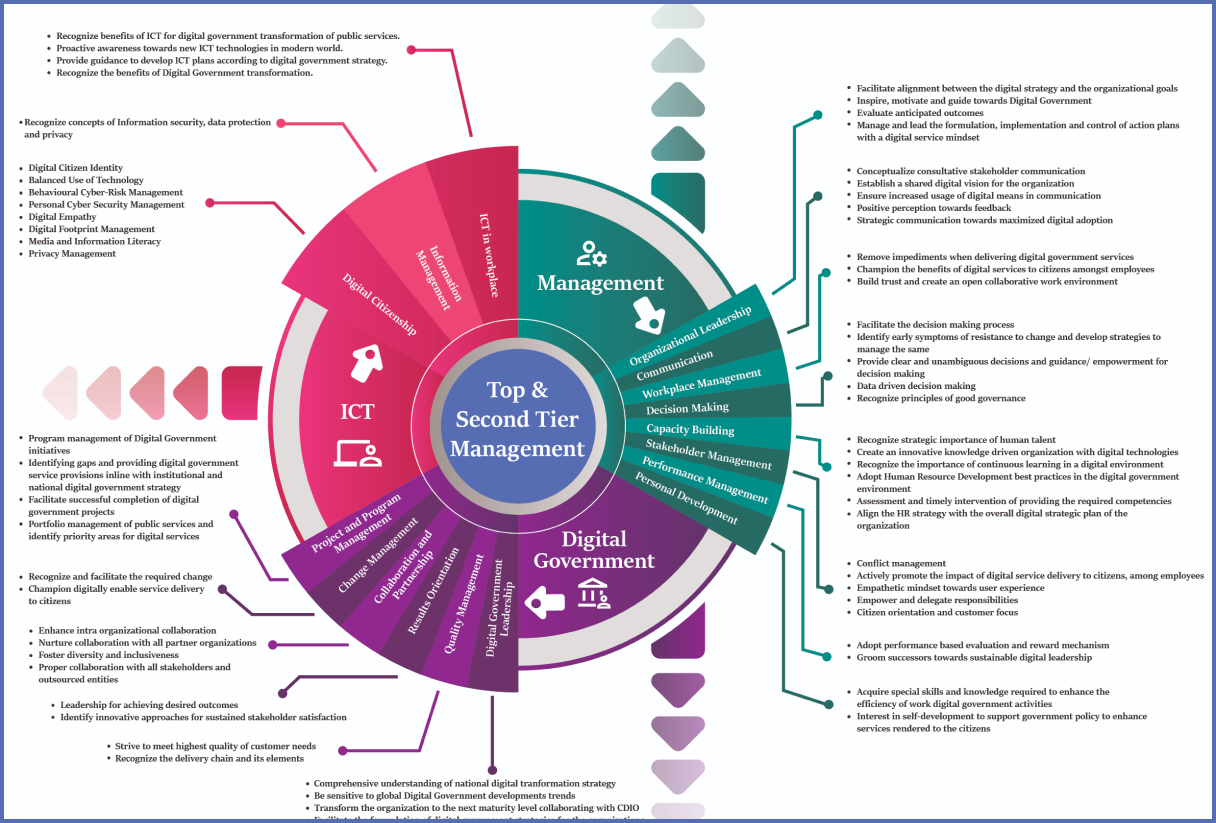 • Recognize benefits of ICT for digital government transformation of public services.
• Proactive awareness towards new ICT technologies in modern world.
• Provide guidance to develop ICT plans according to digital government strategy.
• Recognize the benefits of Digital Government transformation.
• Recognize concepts of Information security, data protection
and privacy
• Digital Citizen Identity
• Balanced Use of Technology
• Behavioural Cyber-Risk Management
• Personal Cyber Security Management
• Digital Empathy
• Digital Footprint Management
• Media and Information Literacy
• Privacy Management
Digital Citizenship
Information
Management
ICT in workplace
ICT
Top &
Second Tier
Management
Management
Organizational Leadership
Communication
Workplace Management
Decision Making
Capacity Building
Stakeholder Management
Performance Management
Personal Development
Digital
Government
Project and Program
Management
Change Management
Collaboration and
Partnership
Results Orientation
Quality Management
Digital Government
Leadership
• Facilitate alignment between the digital strategy and the organizational goals
• Inspire, motivate and guide towards Digital Government
• Evaluate anticipated outcomes
• Manage and lead the formulation, implementation and control of action plans
with a digital service mindset
• Conceptualize consultative stakeholder communication
• Establish a shared digital vision for the organization
• Ensure increased usage of digital means in communication
• Positive perception towards feedback
• Strategic communication towards maximized digital adoption
• Remove impediments when delivering digital government services
• Champion the benefits of digital services to citizens amongst employees
• Build trust and create an open collaborative work environment
• Facilitate the decision making process
• Identify early symptoms of resistance to change and develop strategies to
manage the same
• Provide clear and unambiguous decisions and guidance/ empowerment for
decision making
• Data driven decision making
• Recognize principles of good governance
• Recognize strategic importance of human talent
• Create an innovative knowledge driven organization with digital technologies
• Recognize the importance of continuous learning in a digital environment
• Adopt Human Resource Development best practices in the digital government
environment
• Assessment and timely intervention of providing the required competencies
• Align the HR strategy with the overall digital strategic plan of the
organization
• Conflict management
• Actively promote the impact of digital service delivery to citizens, among employees
• Empathetic mindset towards user experience
• Empower and delegate responsibilities
• Citizen orientation and customer focus
• Adopt performance based evaluation and reward mechanism
• Groom successors towards sustainable digital leadership
• Acquire special skills and knowledge required to enhance the
efficiency of work digital government activities
• Interest in self-development to support government policy to enhance
services rendered to the citizens
• Program management of Digital Government
initiatives
• Identifying gaps and providing digital government
service provisions inline with institutional and
national digital government strategy
• Facilitate successful completion of digital
government projects
• Portfolio management of public services and
identify priority areas for digital services
• Recognize and facilitate the required change
• Champion digitally enable service delivery
to citizens
• Enhance intra organizational collaboration
• Nurture collaboration with all partner organizations
• Foster diversity and inclusiveness
• Proper collaboration with all stakeholders and
outsourced entities
• Leadership for achieving desired outcomes
• Identify innovative approaches for sustained stakeholder satisfaction
• Strive to meet highest quality of customer needs
• Recognize the delivery chain and its elements
• Comprehensive understanding of national digital tranformation strategy
• Be sensitive to global Digital Government developments trends
• Transform the organization to the next maturity level collaborating with CDIO